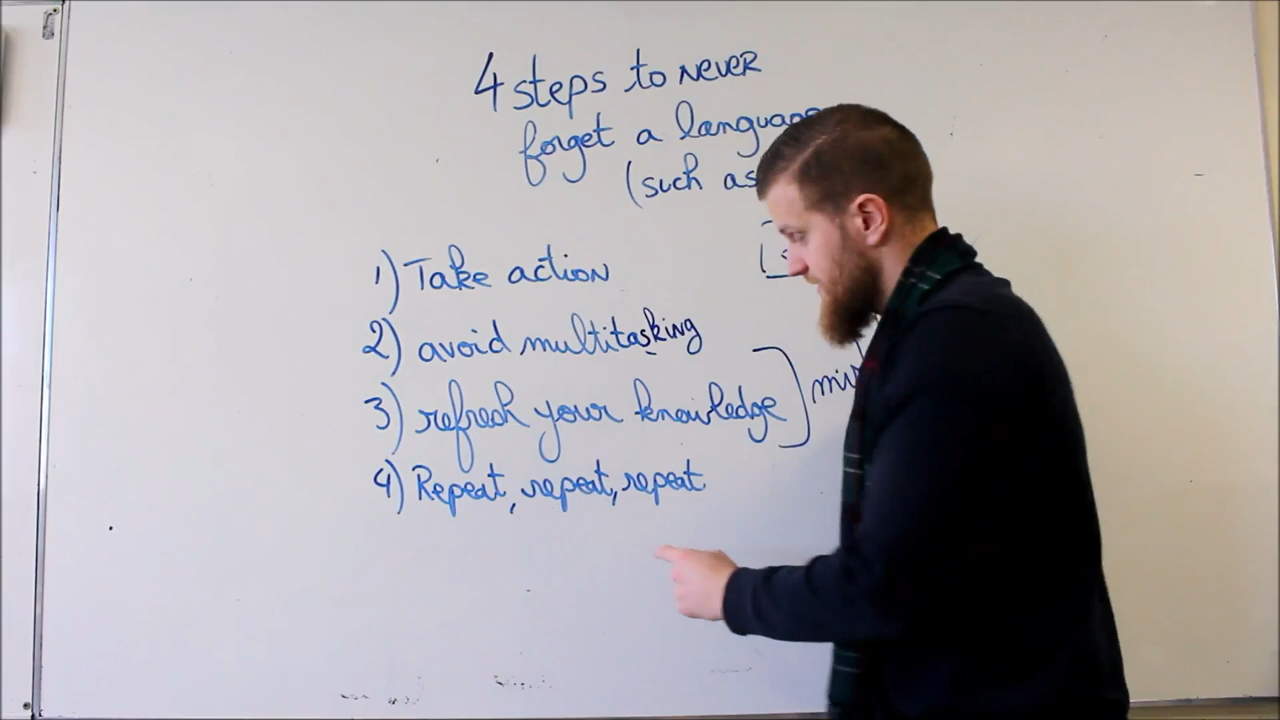 4 steps to NEVER
forget a language
(such as
1) Take action
2) avoid multitasking
3) refresh your knowledge
4) Repeat, repeat, repeat